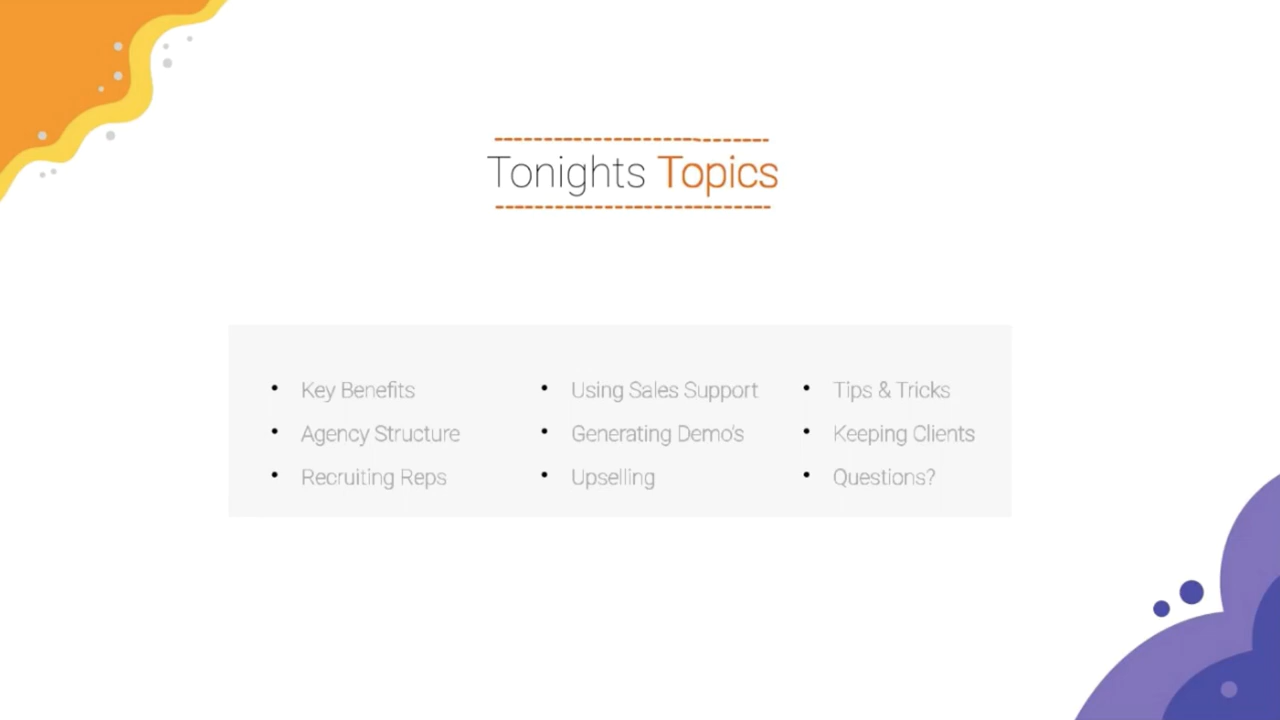 Tonights Topics
• Key Benefits
• Agency Structure
• Recruiting Reps
• Using Sales Support
• Generating Demo's
• Upselling
• Tips & Tricks
• Keeping Clients
• Questions?